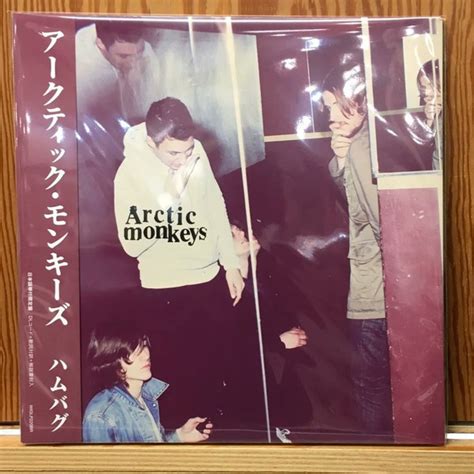 アークティック・モンキーズ
ハムバグ
Arctic
monkeys